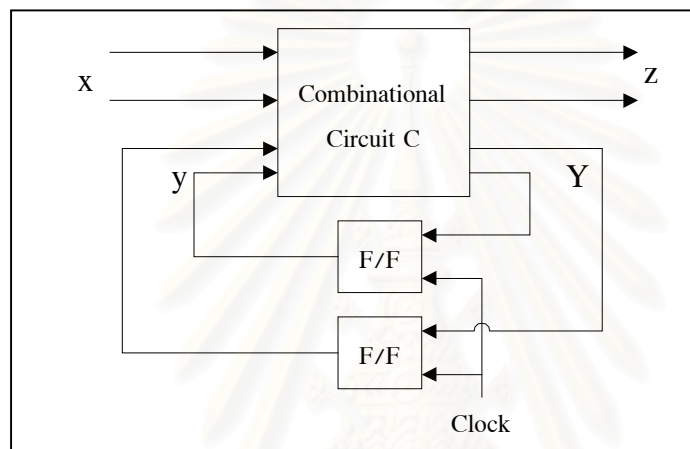 x
z
Combinational
Circuit C
y
Y
F/F
F/F
Clock